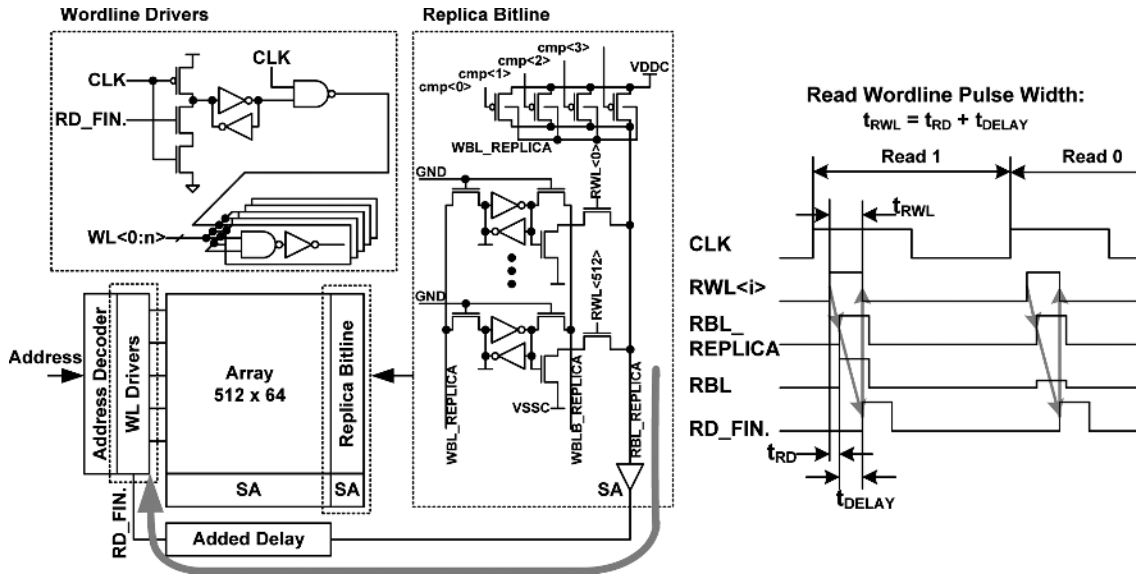 Wordline Drivers
CLK
CLK
RD_FIN.
WL<0:n>
Replica Bitline
cmp<3>
cmp<2>
cmp<1>
cmp<0>
VDDC
WBL_REPLICA
RWL<0>
GND
RWL<512>
GND
VSSC
WBL_REPLICA
WBLB_REPLICA
RBL_REPLICA
SA
Address
Address Decoder
WL Drivers
Array
512 x 64
Replica Bitline
SA
SA
RD_FIN.
Added Delay
Read Wordline Pulse Width:
tRWL = tRD + tDELAY
Read 1
Read 0
tRWL
CLK
RWL<i>
RBL_
REPLICA
RBL
RD_FIN.
tRD
tDELAY